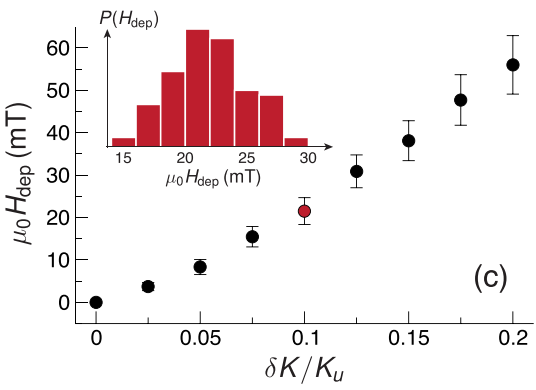 P(H_dep)
15 20 25 30
μ₀H_dep (mT)
60
50
40
30
20
10
0
μ₀H_dep (mT)
(c)
0 0.05 0.1 0.15 0.2
δK/K_u